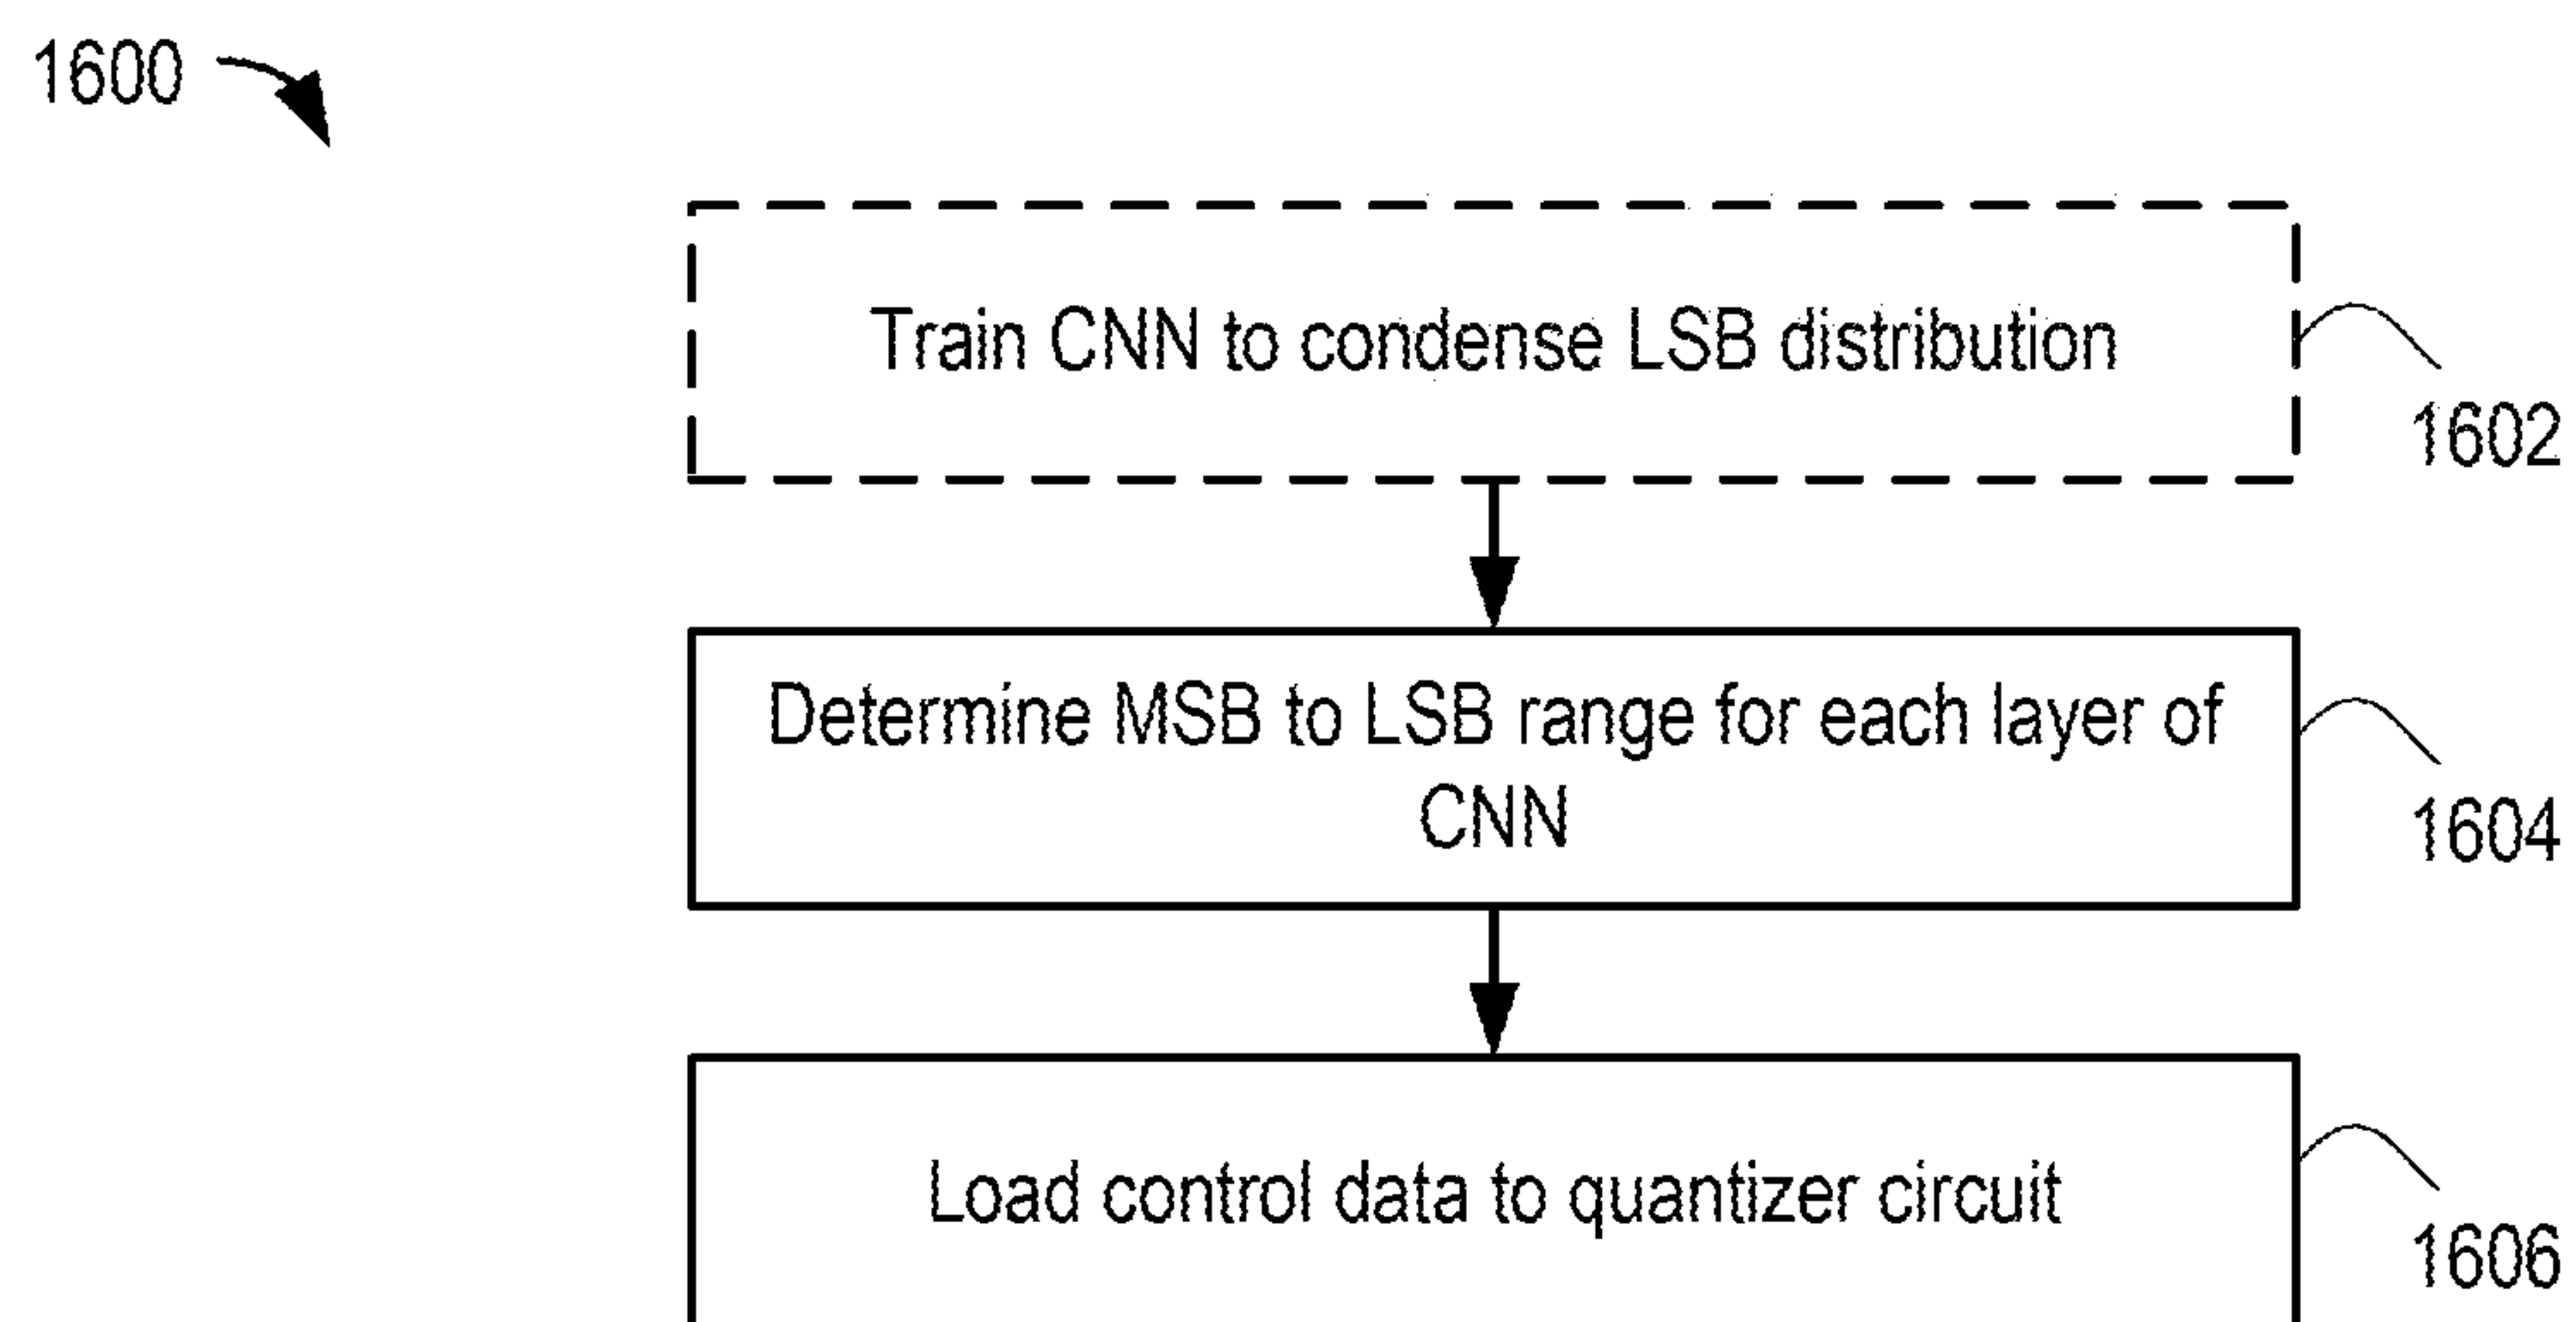 1600
Train CNN to condense LSB distribution
1602
Determine MSB to LSB range for each layer of
CNN
1604
Load control data to quantizer circuit
1606